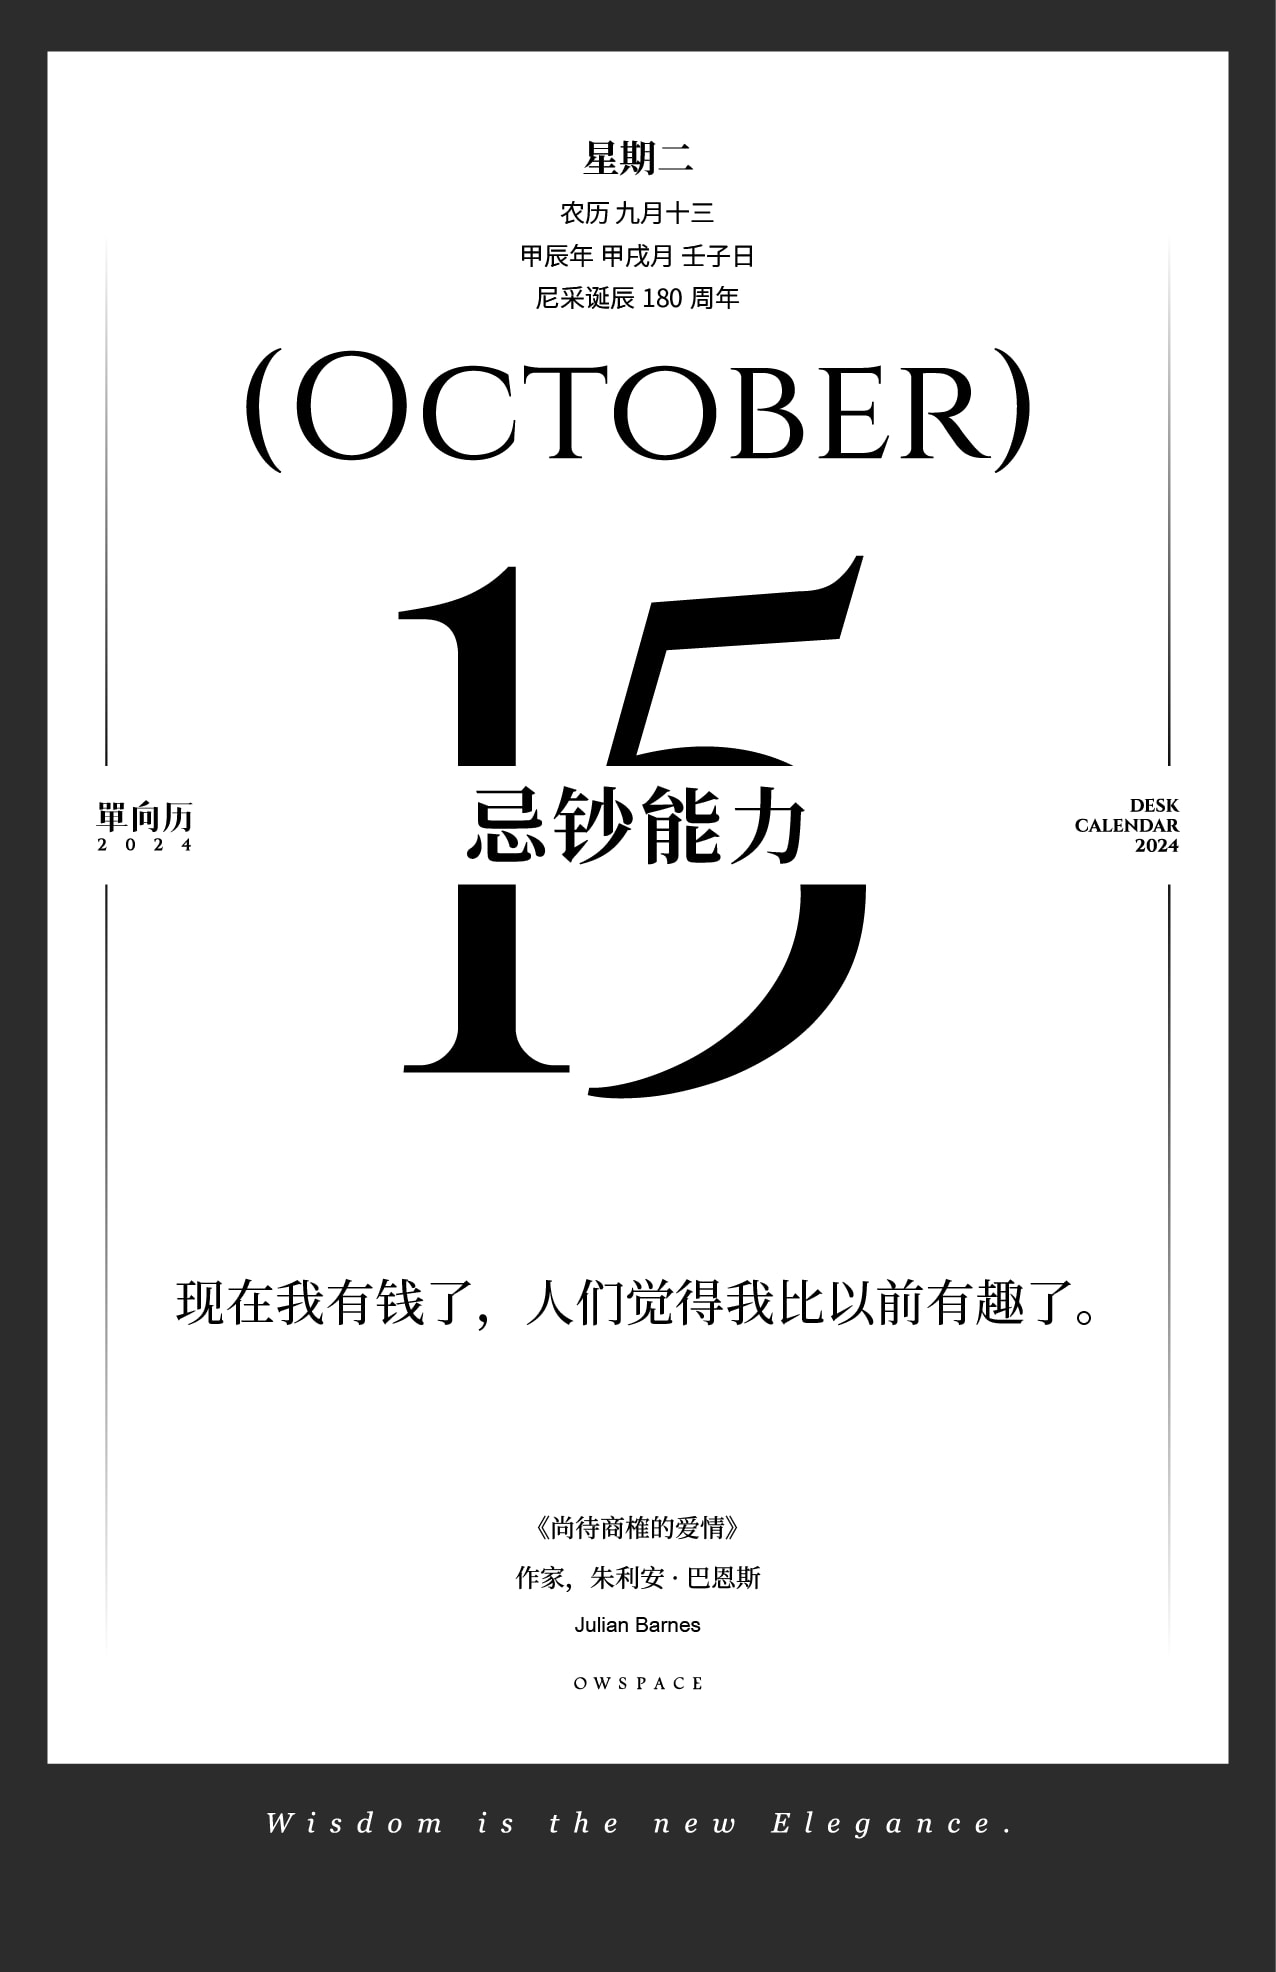 星期二
农历 九月十三
甲辰年 甲戌月 壬子日
尼采诞辰 180 周年
(OCTOBER)
15
單向历
2024
忌钞能力
DESK
CALENDAR
2024
现在我有钱了，人们觉得我比以前有趣了。
《尚待商榷的爱情》
作家，朱利安 · 巴恩斯
Julian Barnes
OWSPACE
Wisdom is the new Elegance.